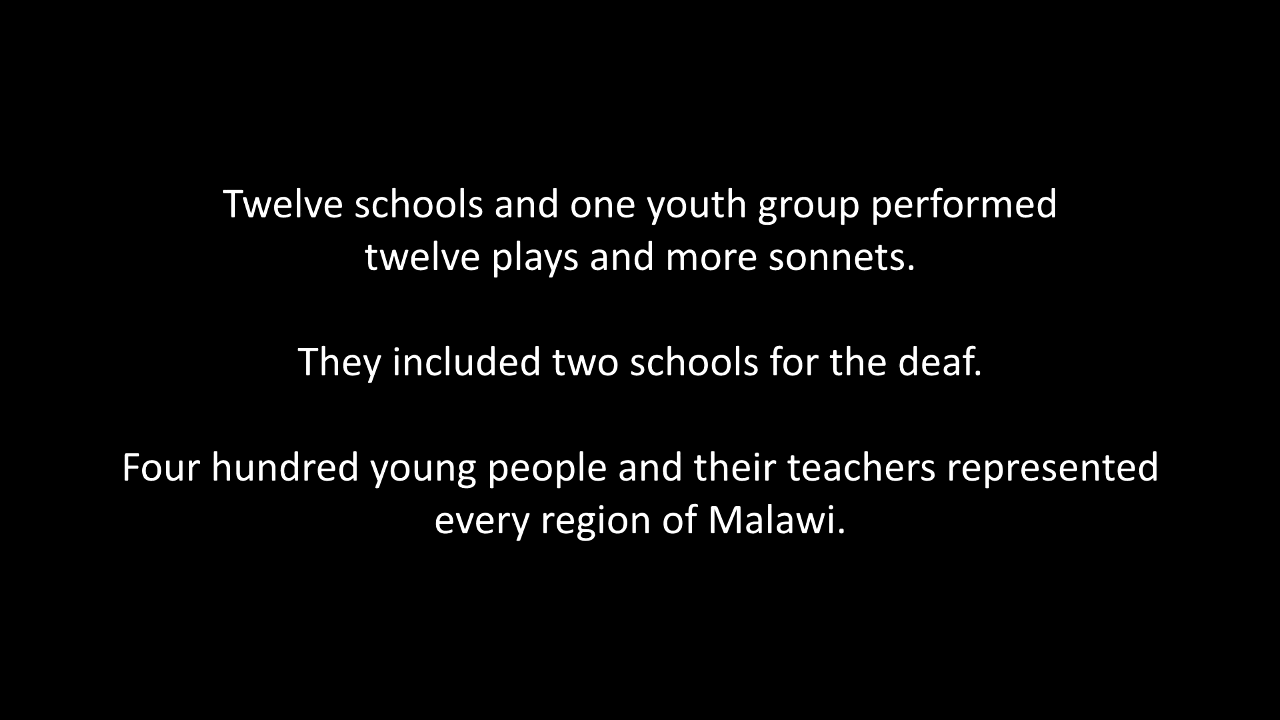 Twelve schools and one youth group performed
twelve plays and more sonnets.
They included two schools for the deaf.
Four hundred young people and their teachers represented
every region of Malawi.